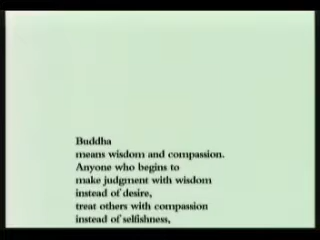 Buddha
means wisdom and compassion.
Anyone who begins to
make judgment with wisdom
instead of desire,
treat others with compassion
instead of selfishness,